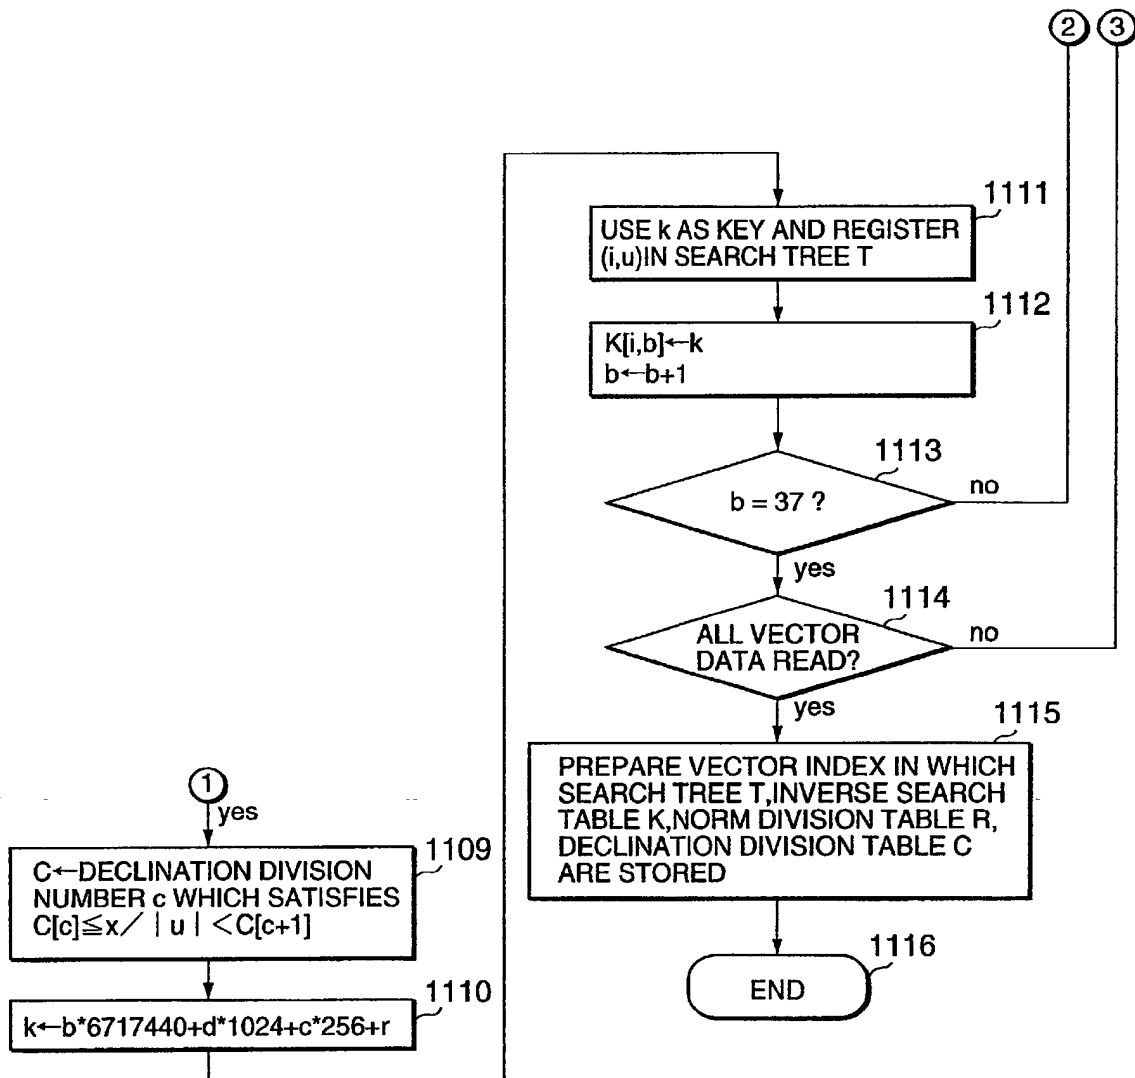 2
3
1111
USE k AS KEY AND REGISTER
(i,u)IN SEARCH TREE T
1112
K[i,b]←k
b←b+1
1113
b = 37 ?
no
yes
1114
ALL VECTOR
DATA READ?
no
yes
1115
PREPARE VECTOR INDEX IN WHICH
SEARCH TREE T,INVERSE SEARCH
TABLE K,NORM DIVISION TABLE R,
DECLINATION DIVISION TABLE C
ARE STORED
1116
END
1
yes
1109
C←DECLINATION DIVISION
NUMBER c WHICH SATISFIES
C[c]≦x/|u|<C[c+1]
1110
k←b*6717440+d*1024+c*256+r